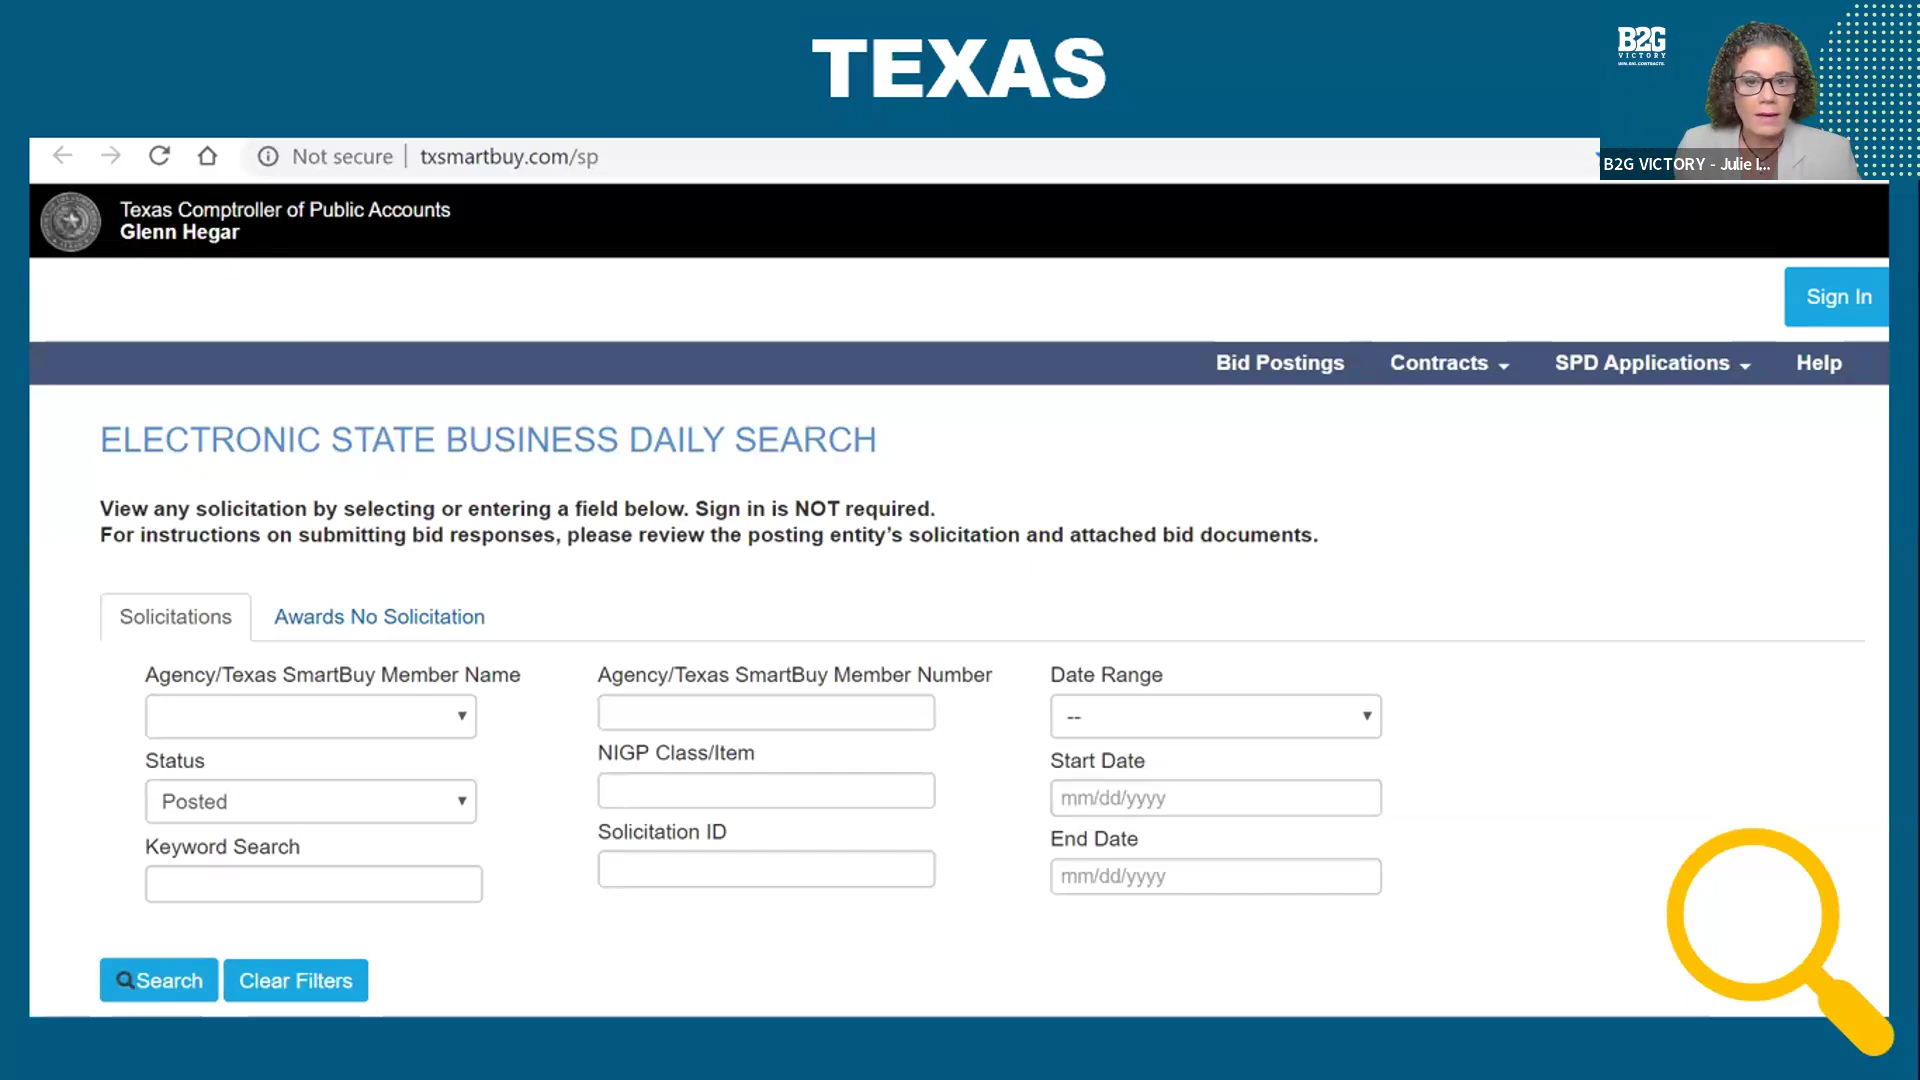 TEXAS
B2G
VICTORY
WIN. BIG. CONTRACTS.
B2G VICTORY - Julie I...
Not secure | txsmartbuy.com/sp
Texas Comptroller of Public Accounts
Glenn Hegar
Sign In
Bid Postings Contracts SPD Applications Help
ELECTRONIC STATE BUSINESS DAILY SEARCH
View any solicitation by selecting or entering a field below. Sign in is NOT required.
For instructions on submitting bid responses, please review the posting entity's solicitation and attached bid documents.
Solicitations Awards No Solicitation
Agency/Texas SmartBuy Member Name Agency/Texas SmartBuy Member Number Date Range
--
NIGP Class/Item
Status Start Date
Posted mm/dd/yyyy
Solicitation ID
Keyword Search End Date
mm/dd/yyyy
Search Clear Filters